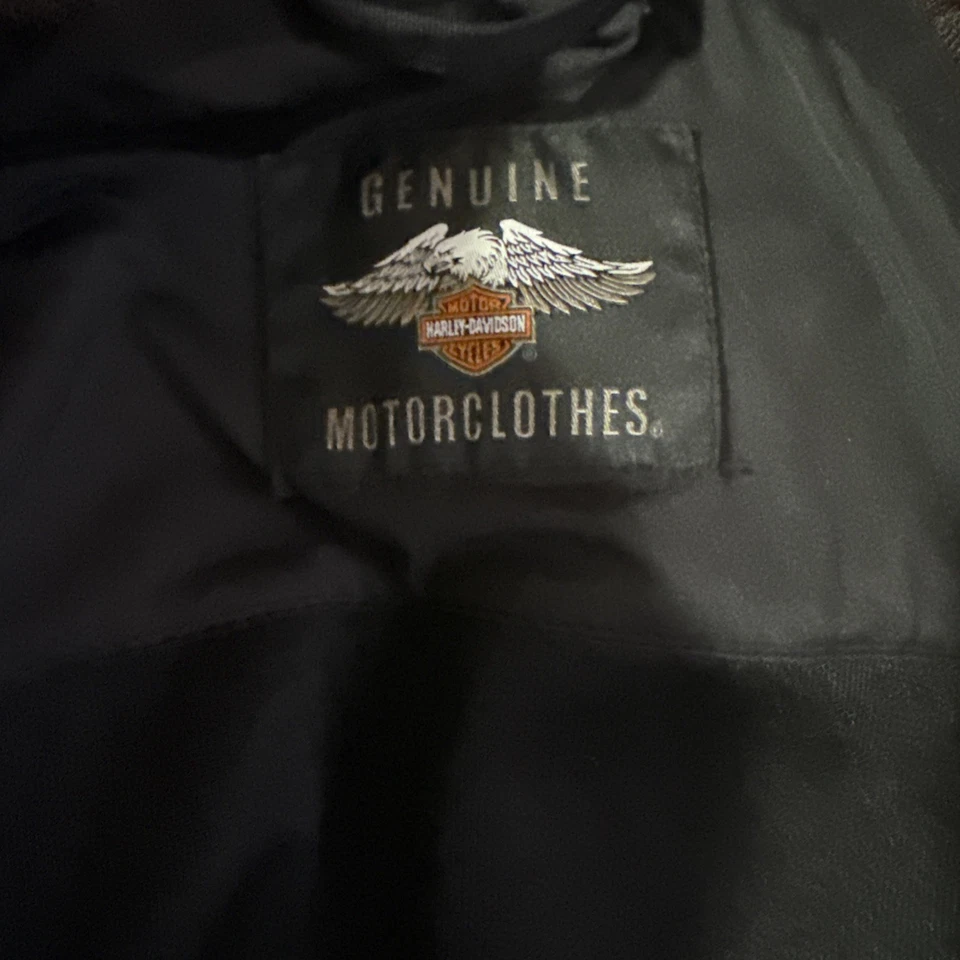 GENUINE
MOTOR
HARLEY-DAVIDSON
CYCLES
®
MOTORCLOTHES®